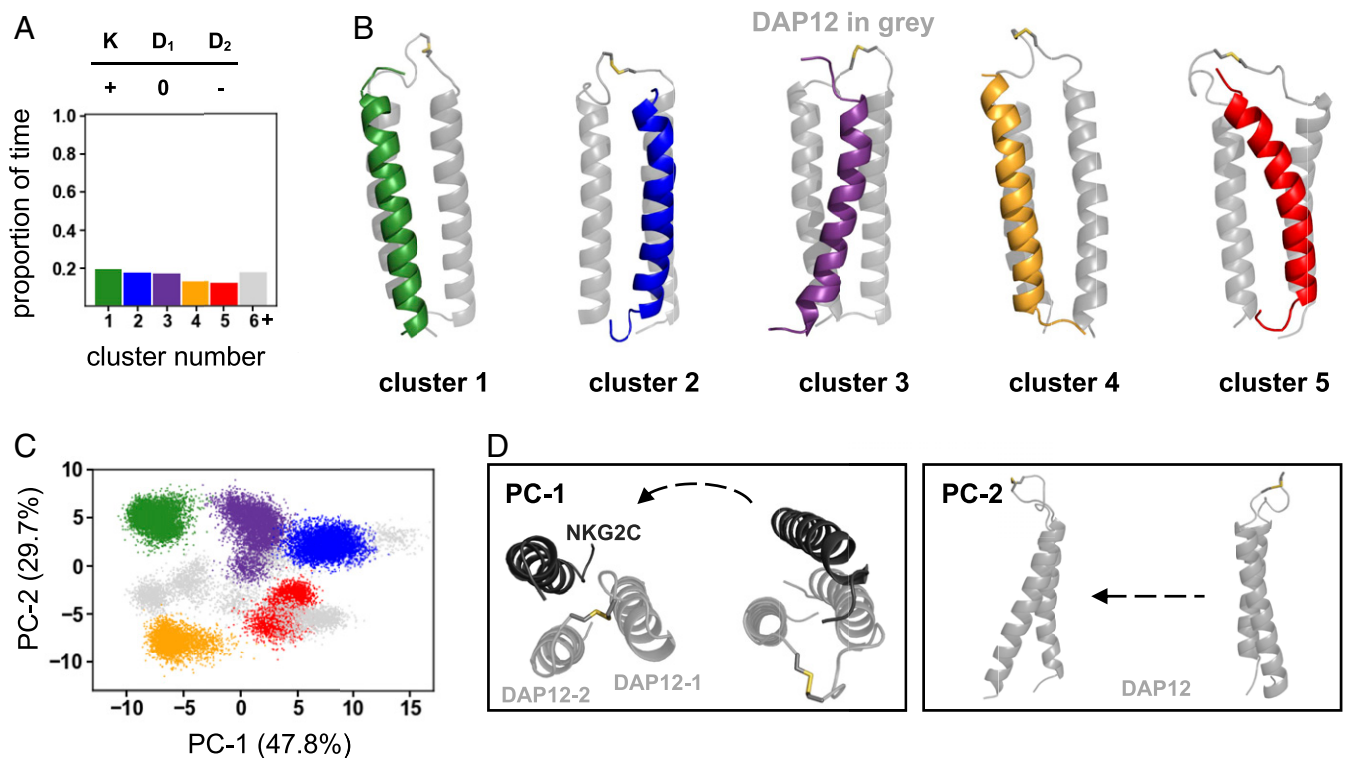 A
K D₁ D₂
+ 0 -
proportion of time
1.0
0.8
0.6
0.4
0.2
1 2 3 4 5 6+
cluster number
B
DAP12 in grey
cluster 1 cluster 2 cluster 3 cluster 4 cluster 5
C
PC-2 (29.7%)
10
5
0
−5
−10
−10 −5 0 5 10 15
PC-1 (47.8%)
D
PC-1
NKG2C
DAP12-2 DAP12-1
PC-2
DAP12